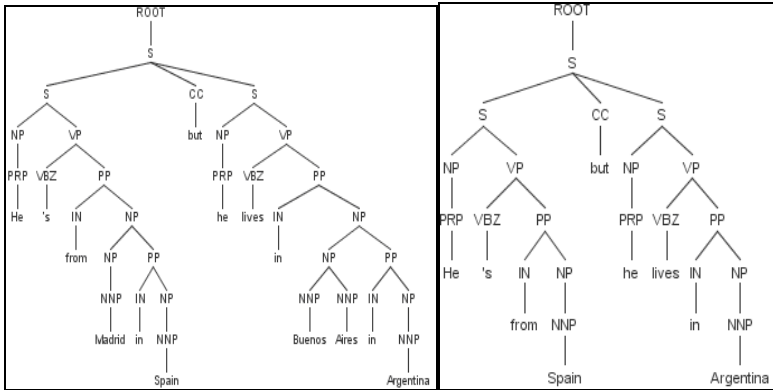 ROOT
S
S CC S
NP VP but NP VP
PRP VBZ PP PRP VBZ PP
He 's IN NP he lives IN NP
from NP PP in NP PP
NNP IN NP NNP NNP IN NP
Madrid in NNP Buenos Aires in NNP
Spain Argentina
ROOT
S
S CC S
NP VP but NP VP
PRP VBZ PP PRP VBZ PP
He 's IN NP he lives IN NP
from NNP in NNP
Spain Argentina